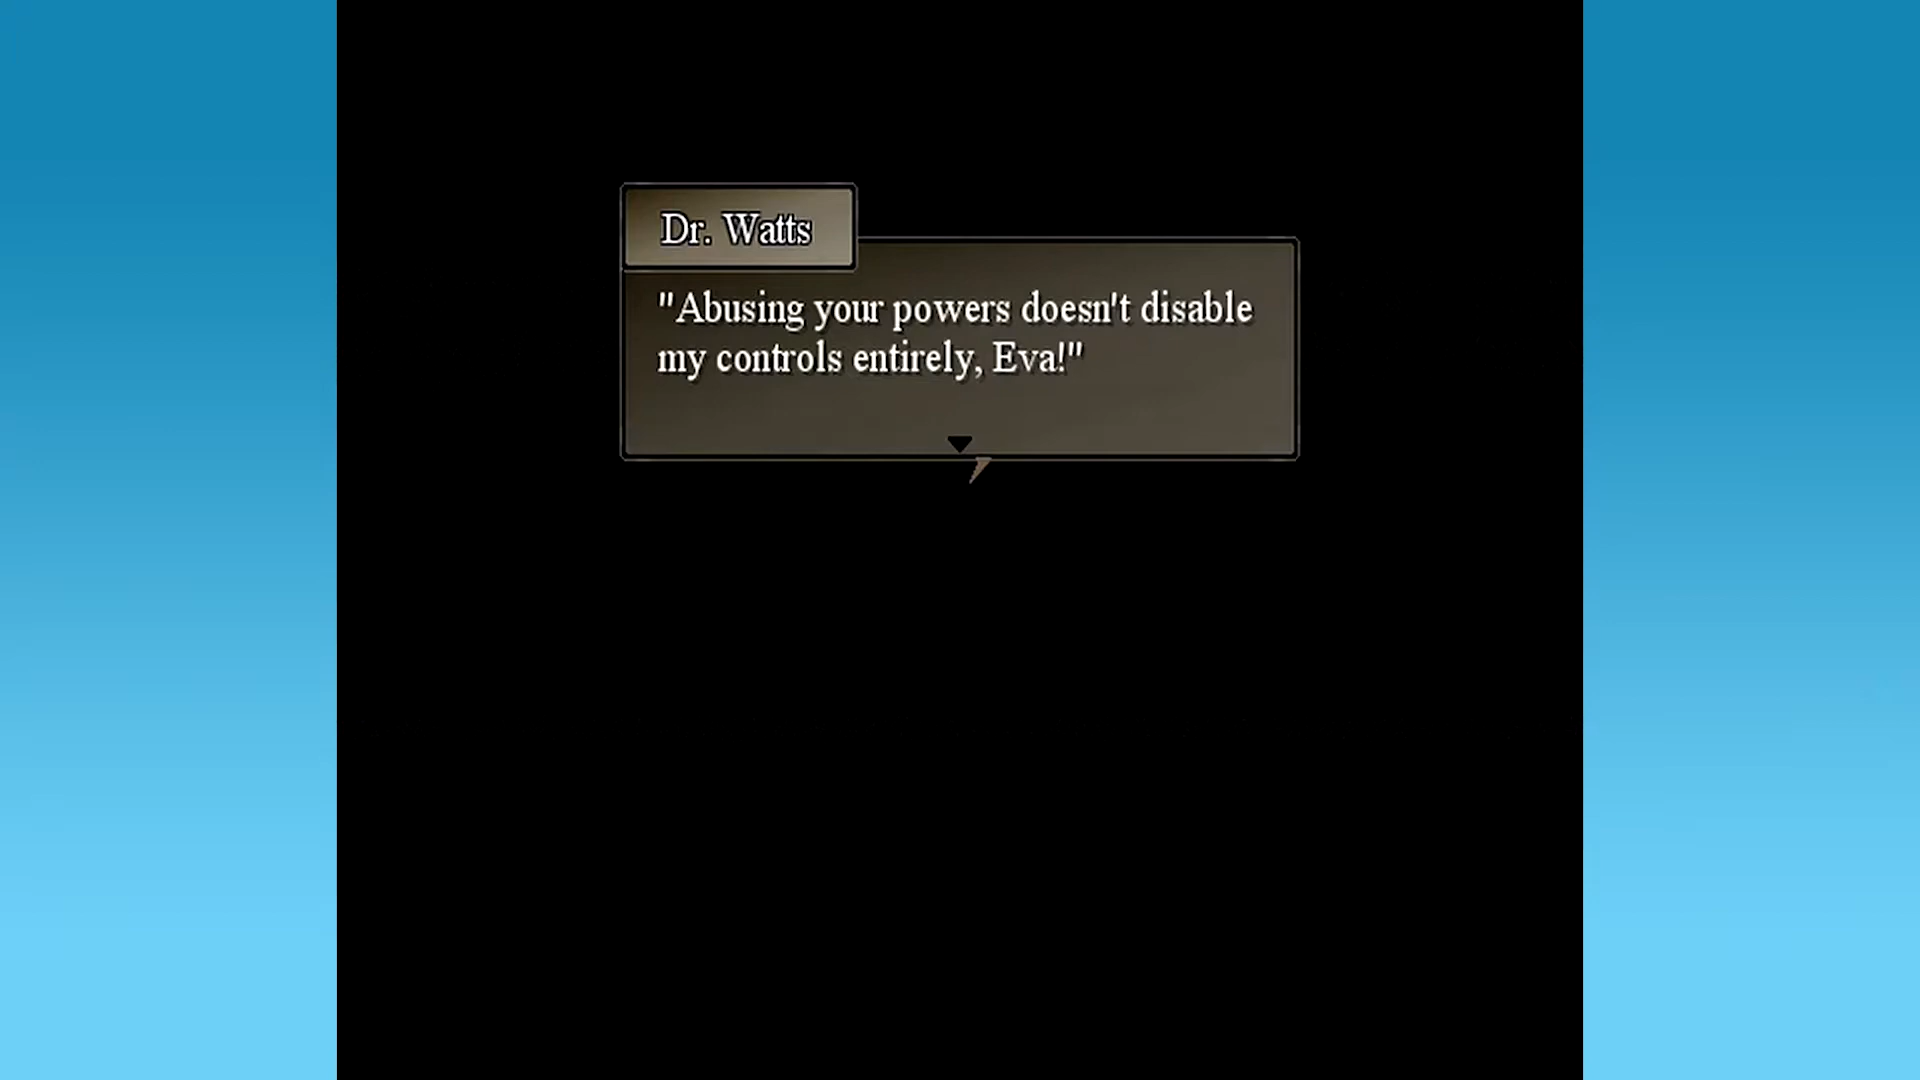 Dr. Watts
"Abusing your powers doesn't disable
my controls entirely, Eva!"